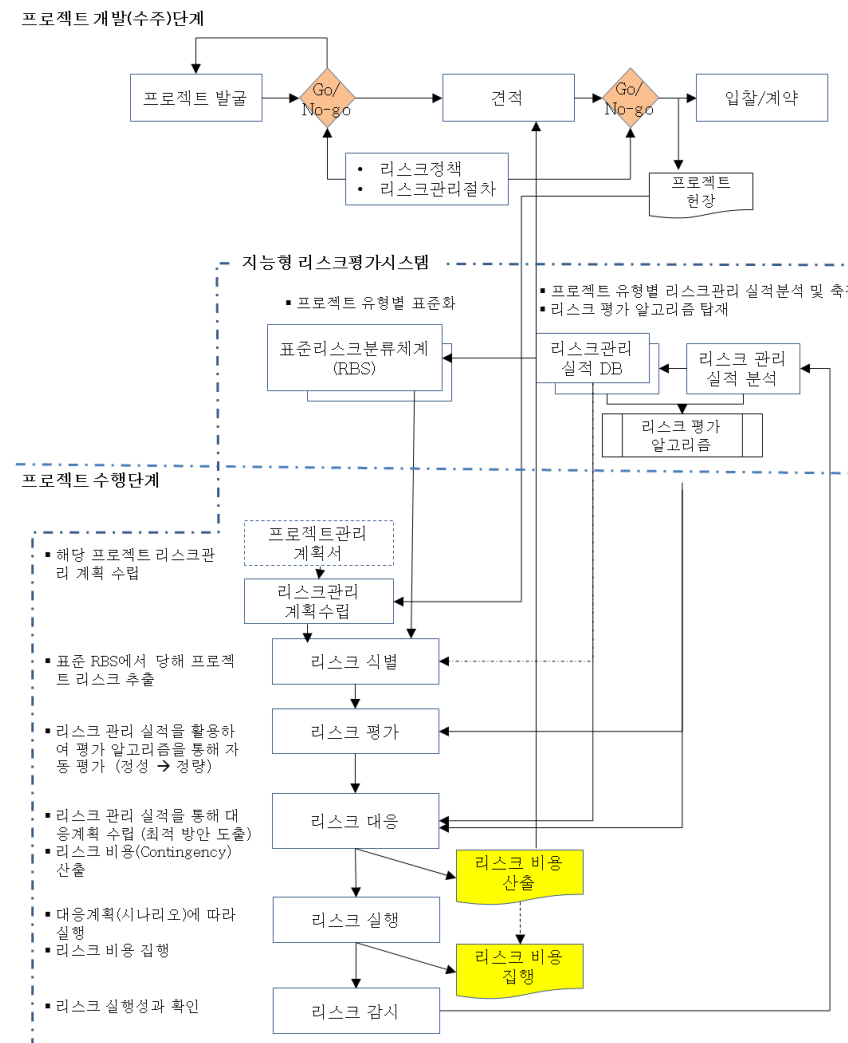 프로젝트 개발(수주)단계
프로젝트 발굴
Go/
No-go
견적
Go/
No-go
입찰/계약
• 리스크정책
• 리스크관리절차
프로젝트
헌장
지능형 리스크평가시스템
▪ 프로젝트 유형별 표준화
▪ 프로젝트 유형별 리스크관리 실적분석 및
▪ 리스크 평가 알고리즘 탑재
표준리스크분류체계
(RBS)
리스크관리
실적 DB
리스크 관리
실적 분석
리스크 평가
알고리즘
프로젝트 수행단계
프로젝트관리
계획서
▪ 해당 프로젝트 리스크관
리 계획 수립
리스크관리
계획수립
▪ 표준 RBS에서 당해 프로젝
트 리스크 추출
리스크 식별
▪ 리스크 관리 실적을 활용하
여 평가 알고리즘을 통해 자
동 평가 (정성 → 정량)
리스크 평가
▪ 리스크 관리 실적을 통해 대
응계획 수립 (최적 방안 도출)
▪ 리스크 비용(Contingency)
산출
리스크 대응
리스크 비용
산출
▪ 대응계획(시나리오)에 따라
실행
▪ 리스크 비용 집행
리스크 실행
리스크 비용
집행
▪ 리스크 실행성과 확인
리스크 감시